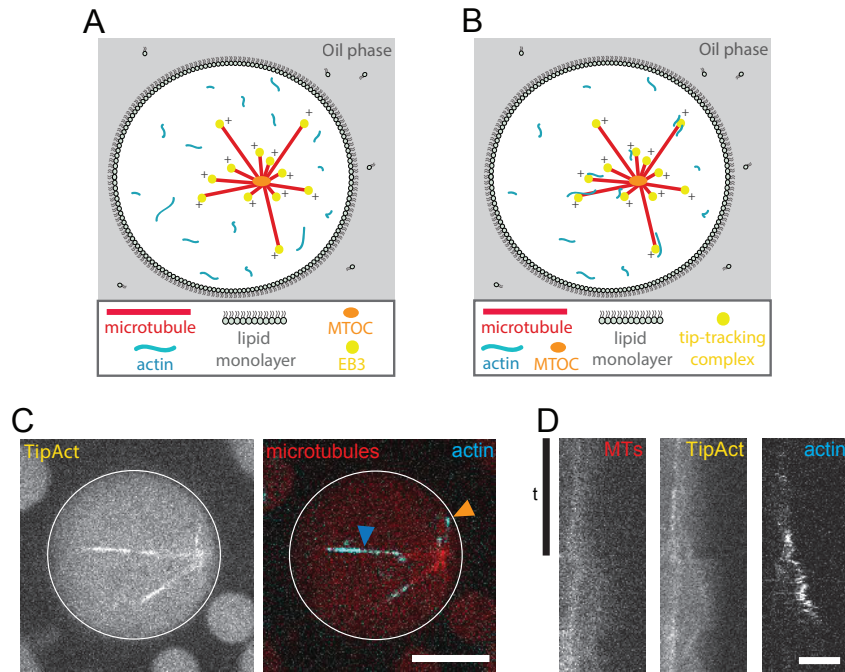 A
Oil phase
+
+
+
+
+
+
+
+
+
+
microtubule
actin
lipid
monolayer
MTOC
EB3
B
Oil phase
+
+
+
+
+
+
+
+
+
+
microtubule
actin
MTOC
lipid
monolayer
tip-tracking
complex
C
TipAct
microtubules
actin
D
t
MTs
TipAct
actin